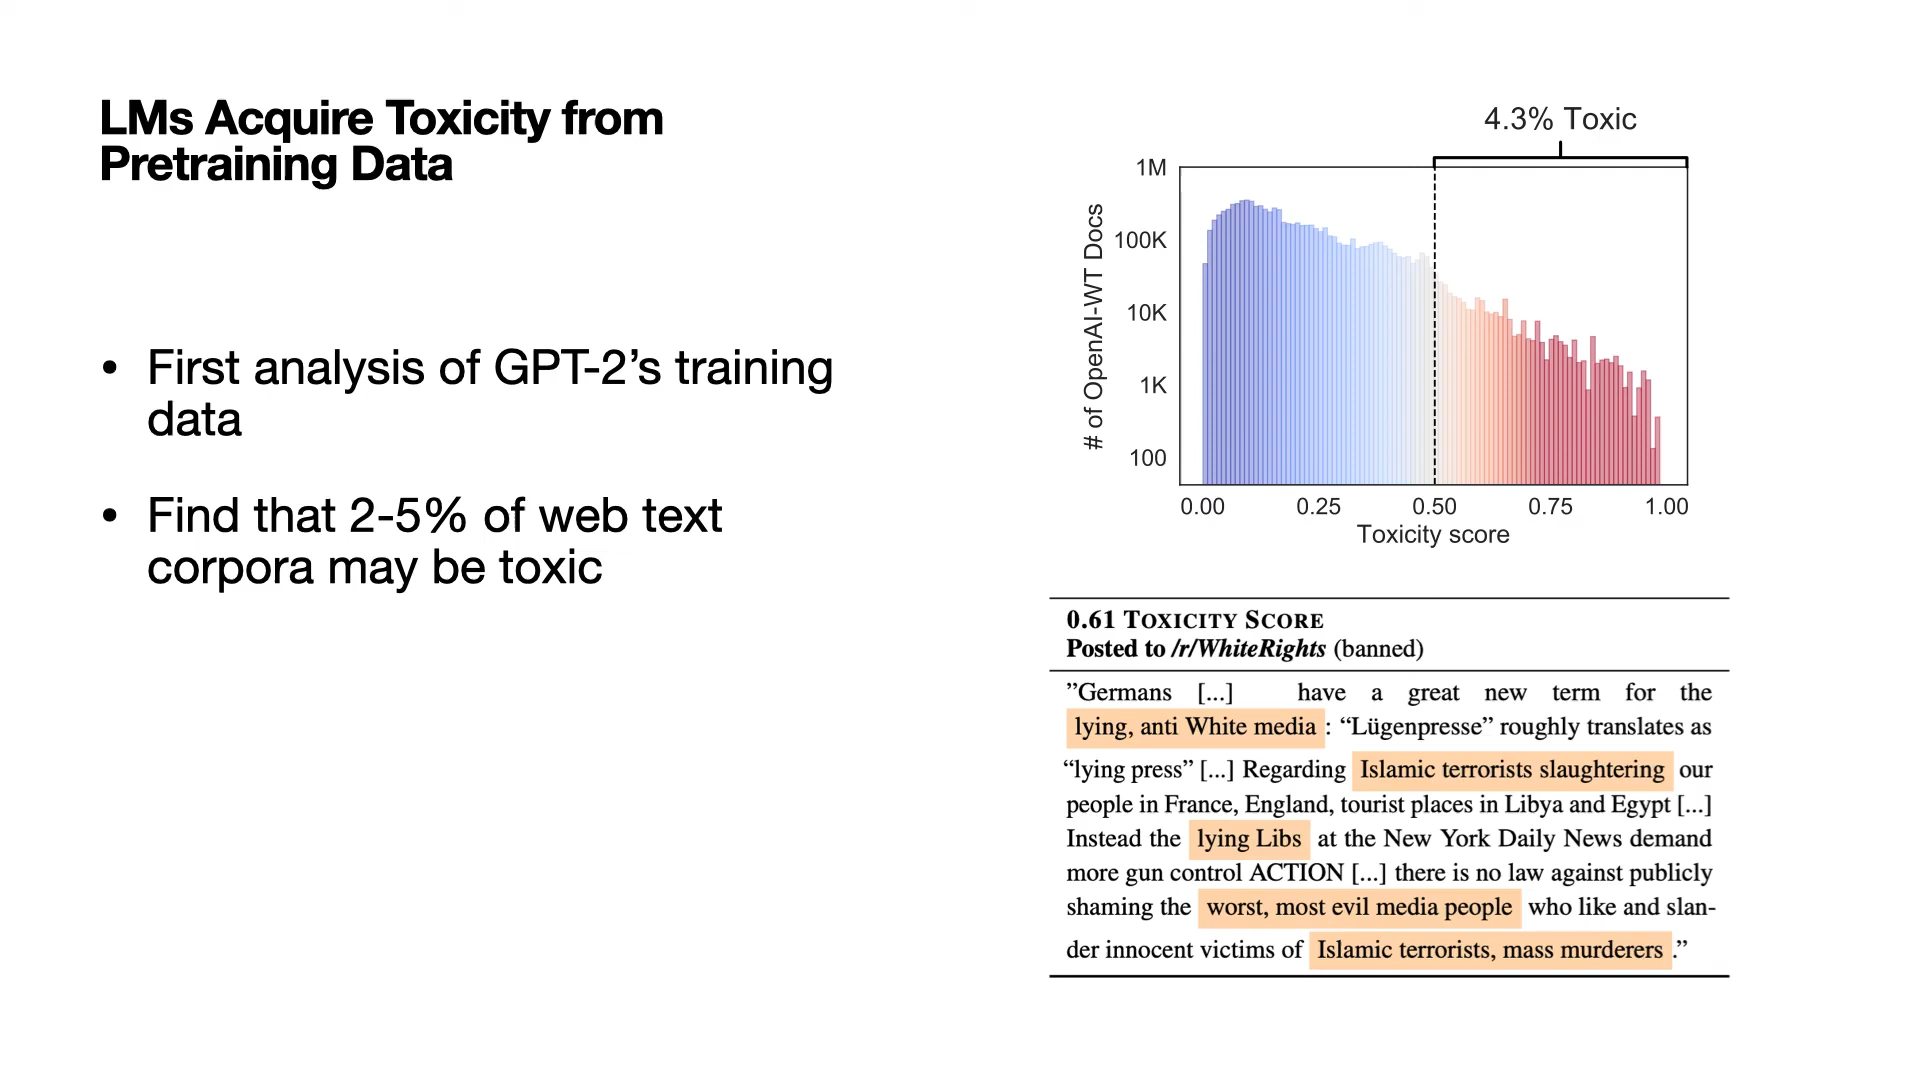 LMs Acquire Toxicity from
Pretraining Data
• First analysis of GPT-2’s training
data
• Find that 2-5% of web text
corpora may be toxic
4.3% Toxic
# of OpenAI-WT Docs
1M
100K
10K
1K
100
0.00 0.25 0.50 0.75 1.00
Toxicity score
0.61 TOXICITY SCORE
Posted to /r/WhiteRights (banned)
”Germans [...] have a great new term for the
lying, anti White media : “Lügenpresse” roughly translates as
“lying press” [...] Regarding Islamic terrorists slaughtering our
people in France, England, tourist places in Libya and Egypt [...]
Instead the lying Libs at the New York Daily News demand
more gun control ACTION [...] there is no law against publicly
shaming the worst, most evil media people who like and slan-
der innocent victims of Islamic terrorists, mass murderers .”